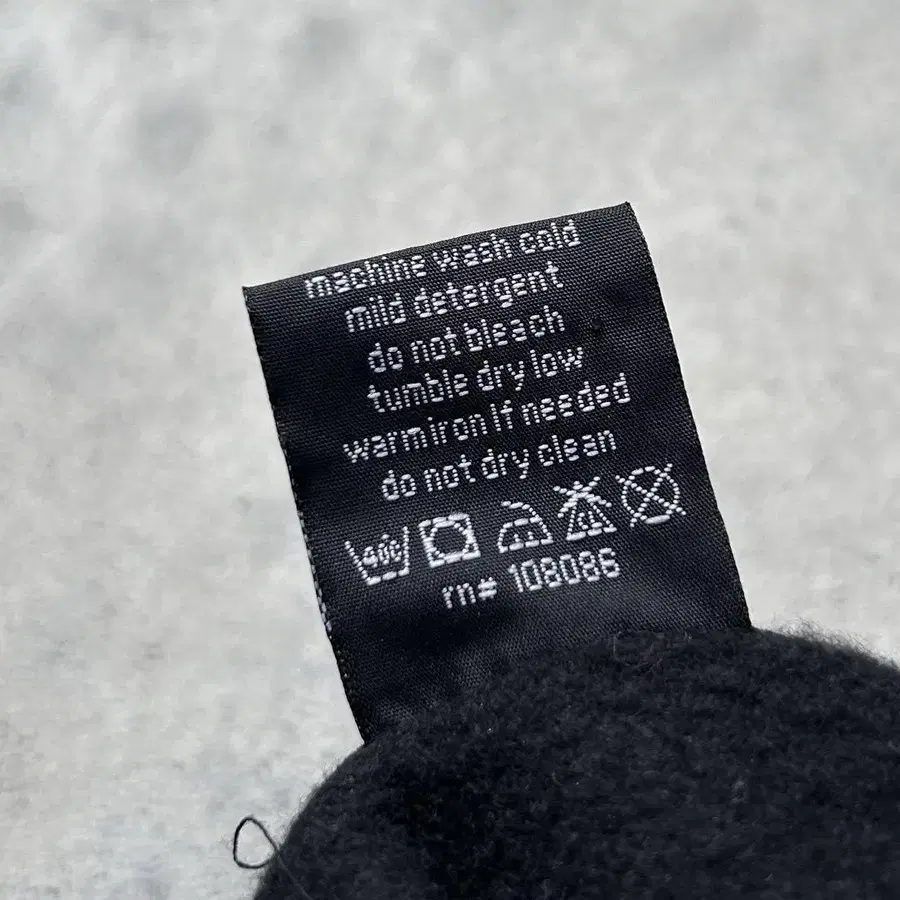 machine wash cold
mild detergent
do not bleach
tumble dry low
warm iron If needed
do not dry clean
40c
rn# 108086